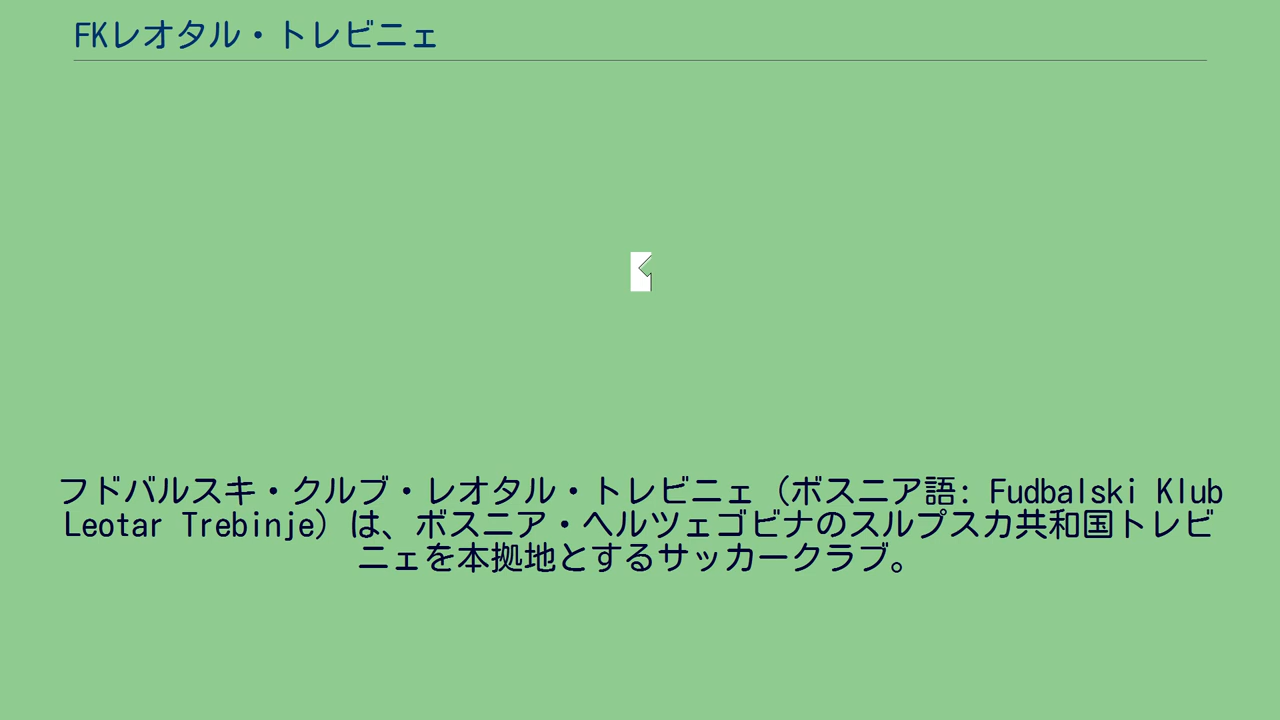 FKレオタル・トレビニェ
フドバルスキ・クルブ・レオタル・トレビニェ（ボスニア語: Fudbalski Klub
Leotar Trebinje）は、ボスニア・ヘルツェゴビナのスルプスカ共和国トレビ
ニェを本拠地とするサッカークラブ。